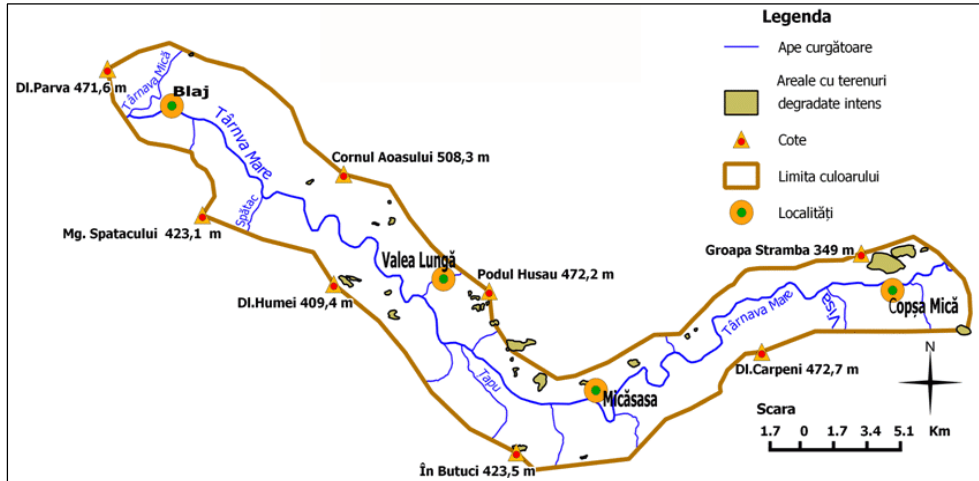 Legenda
Ape curgătoare
Areale cu terenuri
degradate intens
Cote
Limita culoarului
Localități
Dl.Parva 471,6 m
Târnava Mică
Blaj
Târnva Mare
Cornul Aoasului 508,3 m
Spătac
Mg. Spatacului 423,1 m
Valea Lungă
Groapa Stramba 349 m
Podul Husau 472,2 m
Dl.Humei 409,4 m
Târnava Mare
Vișa
Copșa Mică
Tapu
Micăsasa
Dl.Carpeni 472,7 m
N
Scara
1.7 0 1.7 3.4 5.1 Km
În Butuci 423,5 m